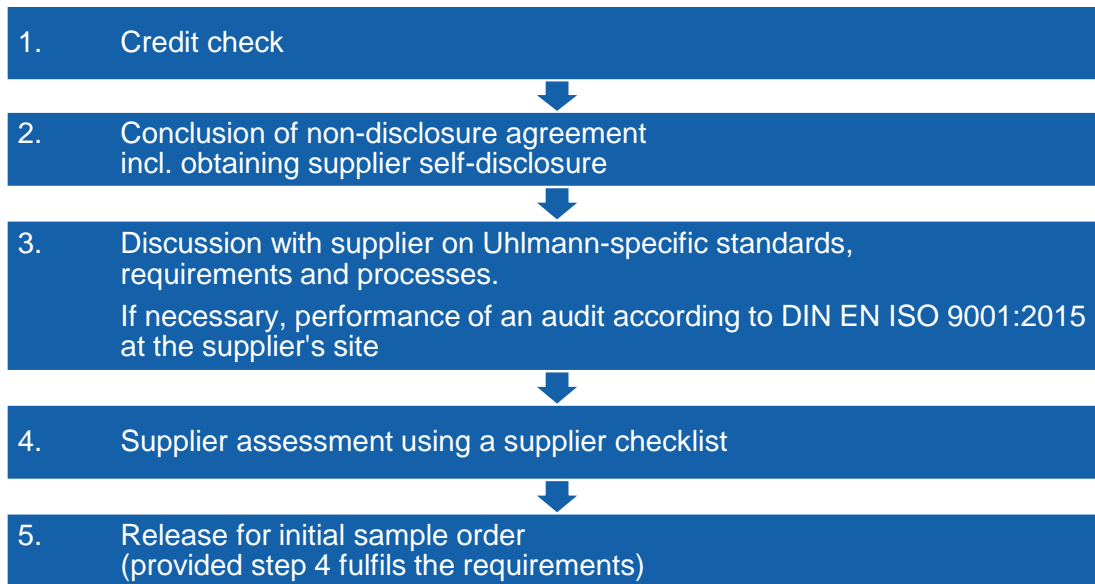 1. Credit check
2. Conclusion of non-disclosure agreement
incl. obtaining supplier self-disclosure
3. Discussion with supplier on Uhlmann-specific standards,
requirements and processes.
If necessary, performance of an audit according to DIN EN ISO 9001:2015
at the supplier's site
4. Supplier assessment using a supplier checklist
5. Release for initial sample order
(provided step 4 fulfils the requirements)